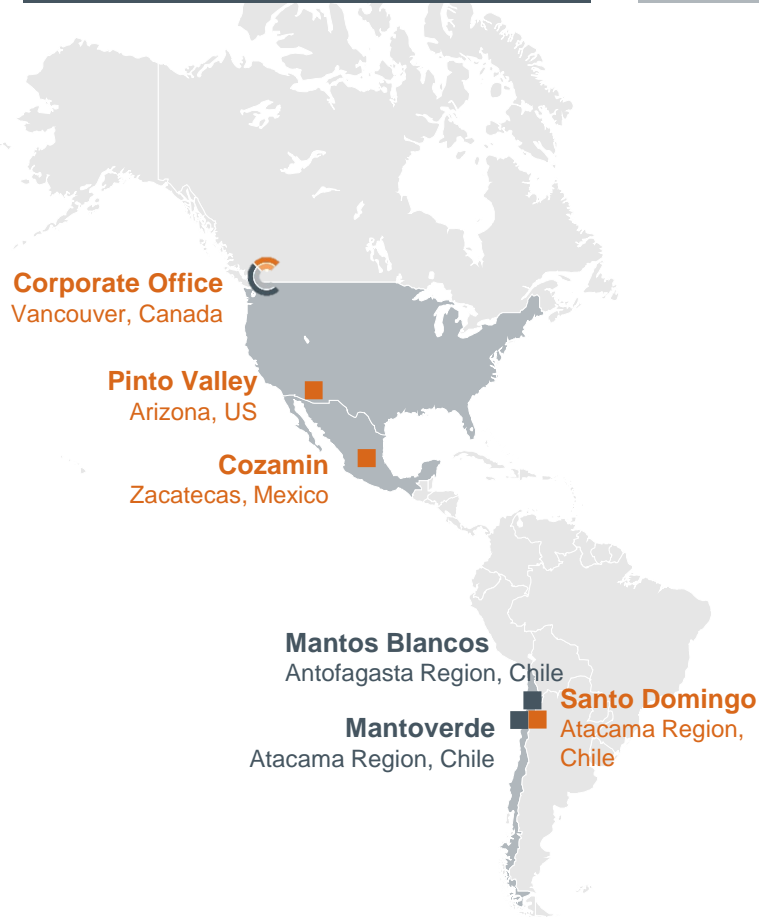 Corporate Office
Vancouver, Canada
Pinto Valley
Arizona, US
Cozamin
Zacatecas, Mexico
Mantos Blancos
Antofagasta Region, Chile
Santo Domingo
Atacama Region,
Chile
Mantoverde
Atacama Region, Chile